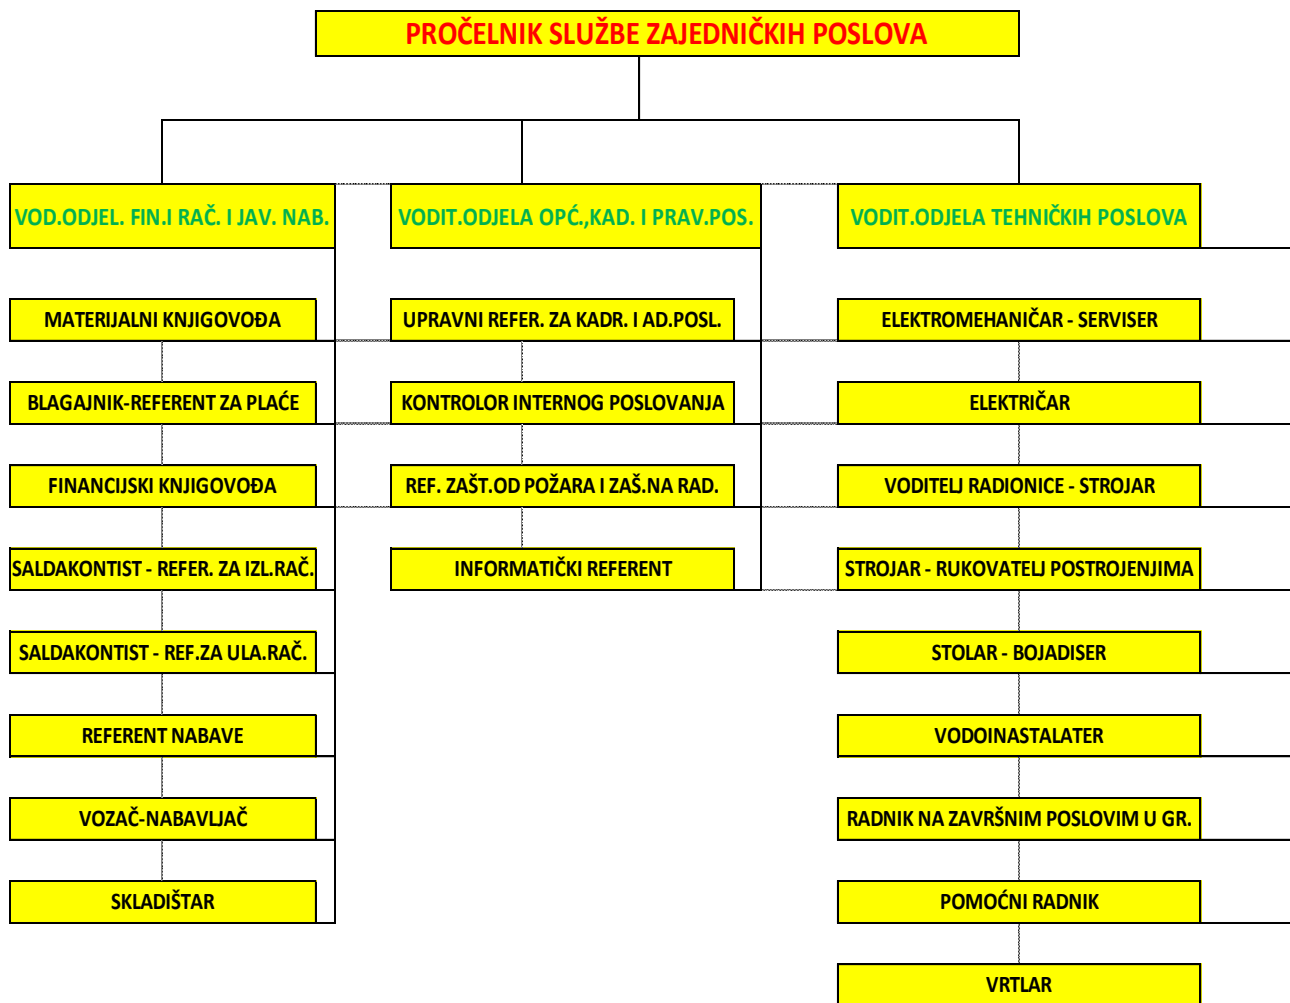 PROČELNIK SLUŽBE ZAJEDNIČKIH POSLOVA
VOD.ODJEL. FIN.I RAČ. I JAV. NAB.
VODIT.ODJELA OPĆ.,KAD. I PRAV.POS.
VODIT.ODJELA TEHNIČKIH POSLOVA
MATERIJALNI KNJIGOVOĐA
UPRAVNI REFER. ZA KADR. I AD.POSL.
ELEKTROMEHANIČAR - SERVISER
BLAGAJNIK-REFERENT ZA PLAĆE
KONTROLOR INTERNOG POSLOVANJA
ELEKTRIČAR
FINANCIJSKI KNJIGOVOĐA
REF. ZAŠT.OD POŽARA I ZAŠ.NA RAD.
VODITELJ RADIONICE - STROJAR
SALDAKONTIST - REFER. ZA IZL.RAČ.
INFORMATIČKI REFERENT
STROJAR - RUKOVATELJ POSTROJENJIMA
SALDAKONTIST - REF.ZA ULA.RAČ.
STOLAR - BOJADISER
REFERENT NABAVE
VODOINASTALATER
VOZAČ-NABAVLJAČ
RADNIK NA ZAVRŠNIM POSLOVIM U GR.
SKLADIŠTAR
POMOĆNI RADNIK
VRTLAR